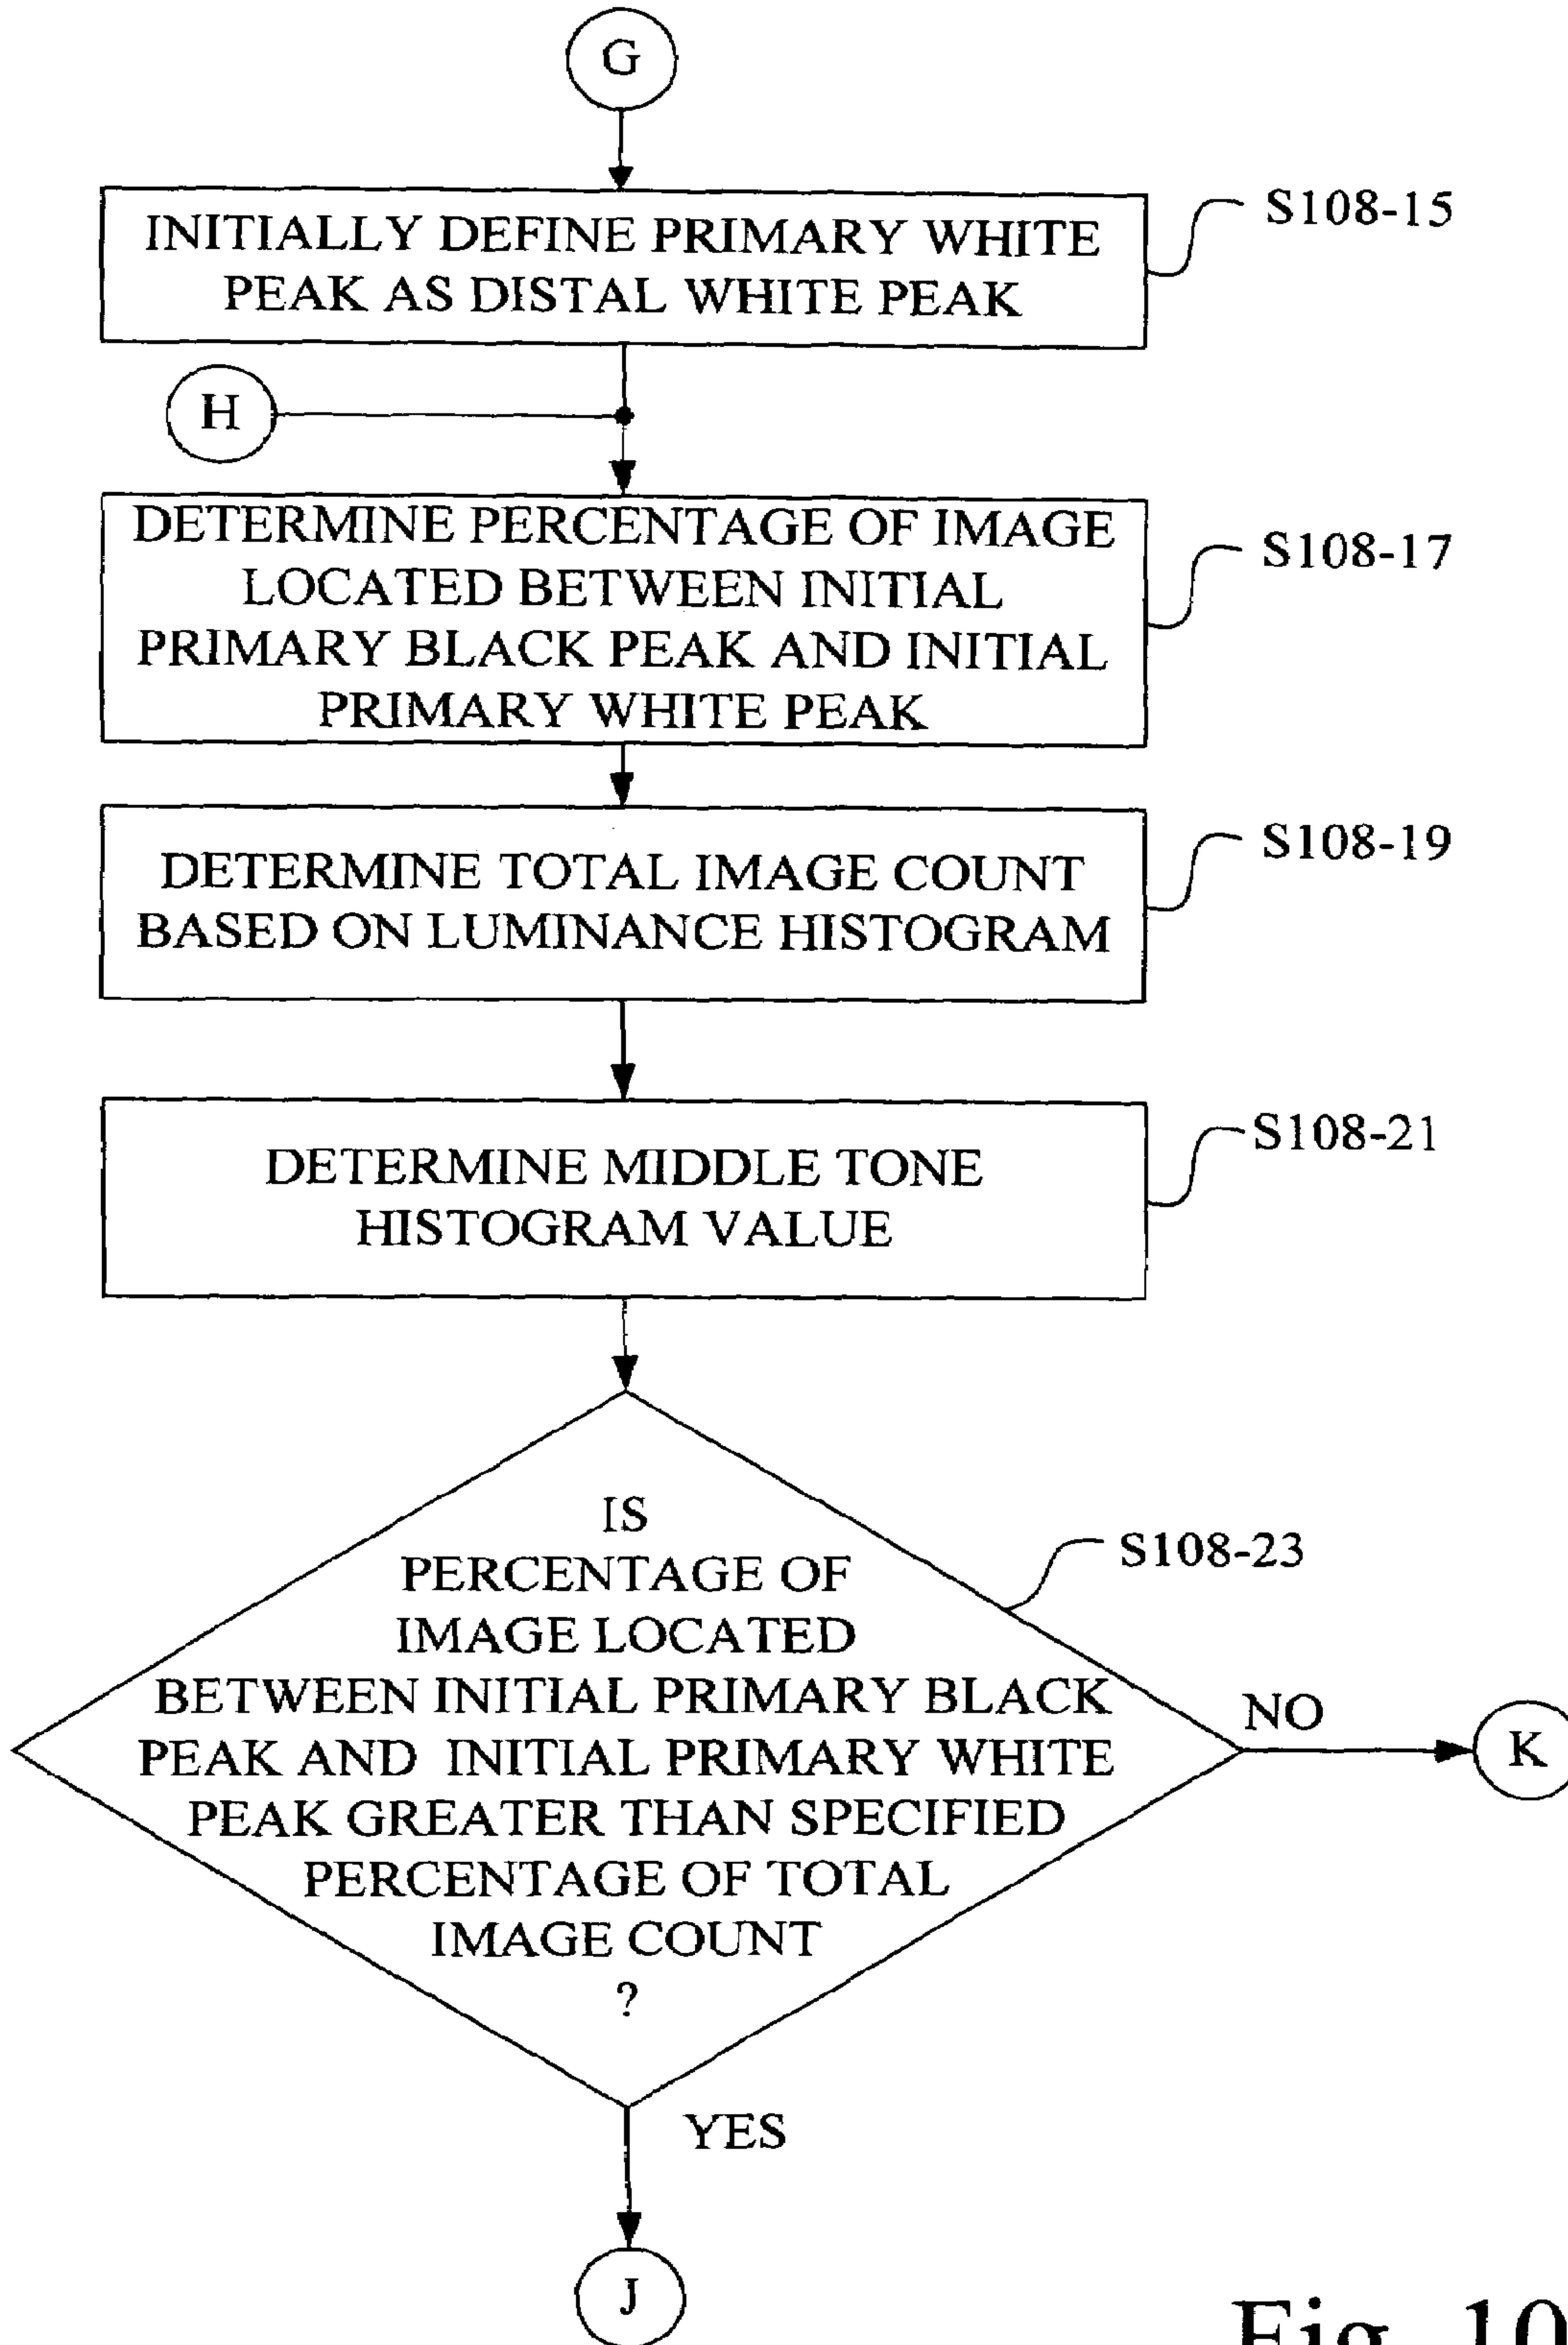 G
INITIALLY DEFINE PRIMARY WHITE
PEAK AS DISTAL WHITE PEAK
S108-15
H
DETERMINE PERCENTAGE OF IMAGE
LOCATED BETWEEN INITIAL
PRIMARY BLACK PEAK AND INITIAL
PRIMARY WHITE PEAK
S108-17
DETERMINE TOTAL IMAGE COUNT
BASED ON LUMINANCE HISTOGRAM
S108-19
DETERMINE MIDDLE TONE
HISTOGRAM VALUE
S108-21
IS
PERCENTAGE OF
IMAGE LOCATED
BETWEEN INITIAL PRIMARY BLACK
PEAK AND INITIAL PRIMARY WHITE
PEAK GREATER THAN SPECIFIED
PERCENTAGE OF TOTAL
IMAGE COUNT
?
S108-23
NO
K
YES
J
Fig. 10